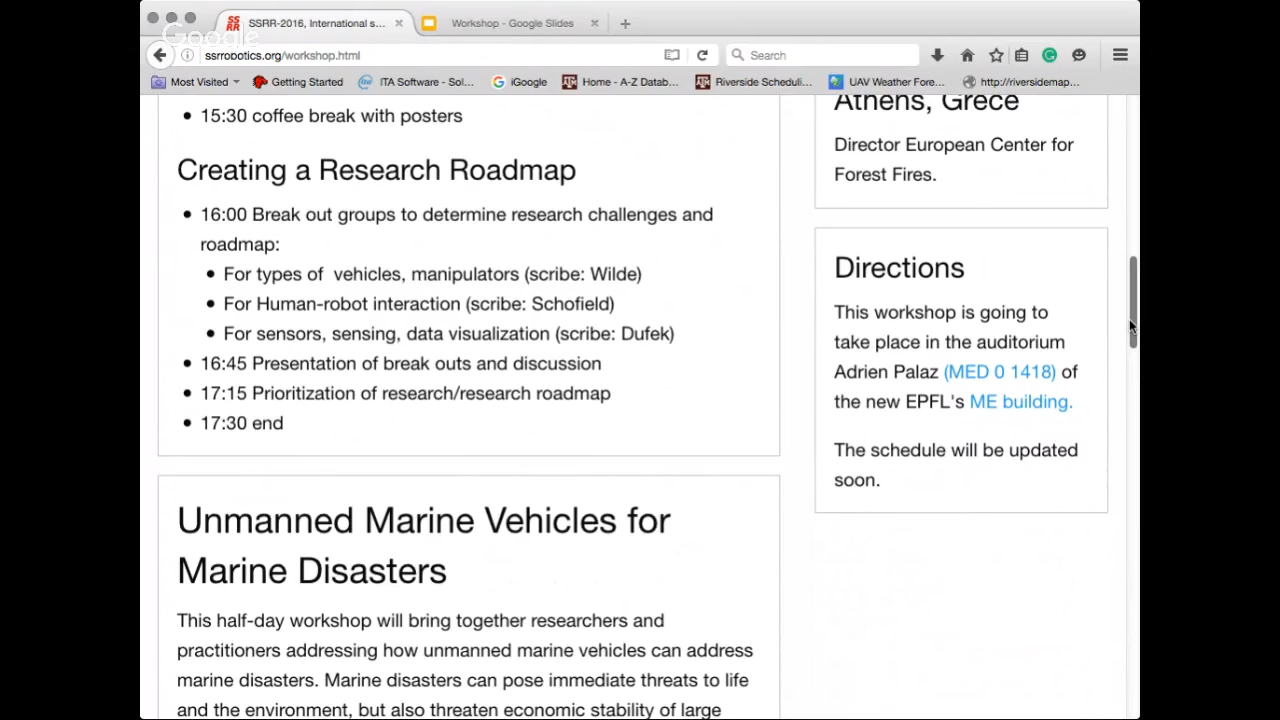 SSRR-2016, International s...
Workshop - Google Slides
Google
ssrrobotics.org/workshop.html
Search
Most Visited
Getting Started
ITA Software - Sol...
iGoogle
Home - A-Z Datab...
Riverside Scheduli...
UAV Weather Fore...
http://riversidemap...
• 15:30 coffee break with posters
Creating a Research Roadmap
• 16:00 Break out groups to determine research challenges and
roadmap:
• For types of vehicles, manipulators (scribe: Wilde)
• For Human-robot interaction (scribe: Schofield)
• For sensors, sensing, data visualization (scribe: Dufek)
• 16:45 Presentation of break outs and discussion
• 17:15 Prioritization of research/research roadmap
• 17:30 end
Unmanned Marine Vehicles for
Marine Disasters
This half-day workshop will bring together researchers and
practitioners addressing how unmanned marine vehicles can address
marine disasters. Marine disasters can pose immediate threats to life
and the environment, but also threaten economic stability of large
Athens, Grece
Director European Center for
Forest Fires.
Directions
This workshop is going to
take place in the auditorium
Adrien Palaz (MED 0 1418) of
the new EPFL's ME building.
The schedule will be updated
soon.